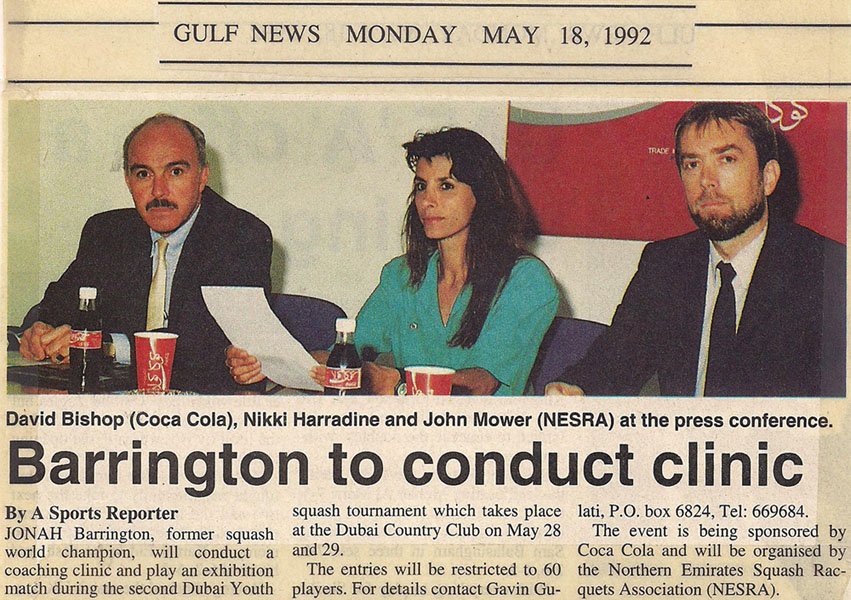 GULF NEWS MONDAY MAY 18, 1992
TRADE
David Bishop (Coca Cola), Nikki Harradine and John Mower (NESRA) at the press conference.
Barrington to conduct clinic
By A Sports Reporter
JONAH Barrington, former squash
world champion, will conduct a
coaching clinic and play an exhibition
match during the second Dubai Youth
squash tournament which takes place
at the Dubai Country Club on May 28
and 29.
The entries will be restricted to 60
players. For details contact Gavin Gu-
lati, P.O. box 6824, Tel: 669684.
The event is being sponsored by
Coca Cola and will be organised by
the Northern Emirates Squash Rac-
quets Association (NESRA).